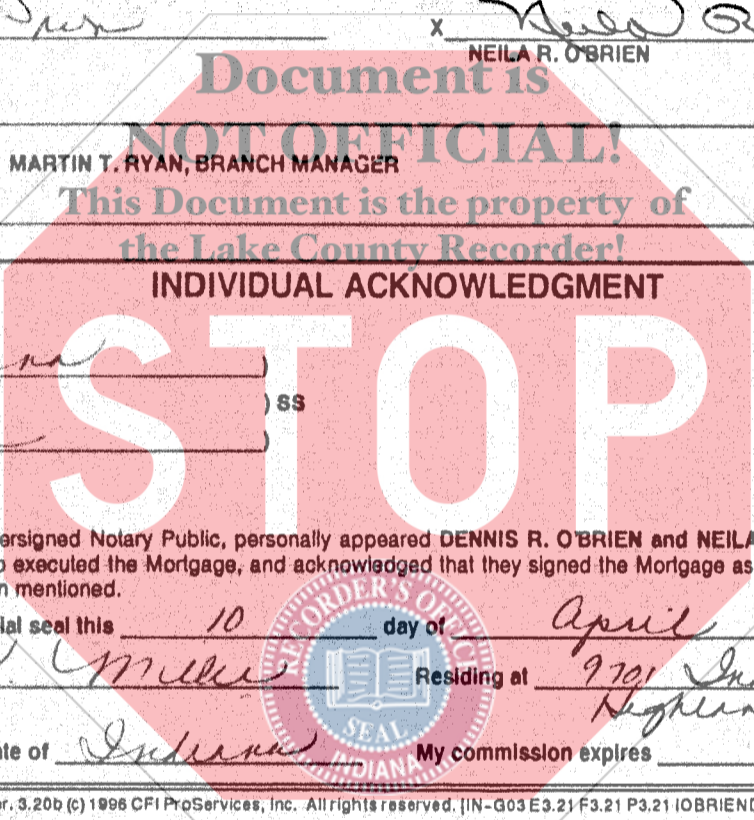 X
NEILA R. O'BRIEN
Document is
NOT OFFICIAL!
MARTIN T. RYAN, BRANCH MANAGER
This Document is the property of
the Lake County Recorder!
INDIVIDUAL ACKNOWLEDGMENT
)
) SS
)
STOP
ersigned Notary Public, personally appeared DENNIS R. O'BRIEN and NEILA
o executed the Mortgage, and acknowledged that they signed the Mortgage as
n mentioned.
ial seal this 10 day of April
Miller Residing at 9701
te of Indiana My commission expires
RECORDER'S OFFICE
SEAL
INDIANA
r. 3.20b (c) 1996 CFI ProServices, Inc. All rights reserved. [IN-G03 E3.21 F3.21 P3.21 IOBRIEND